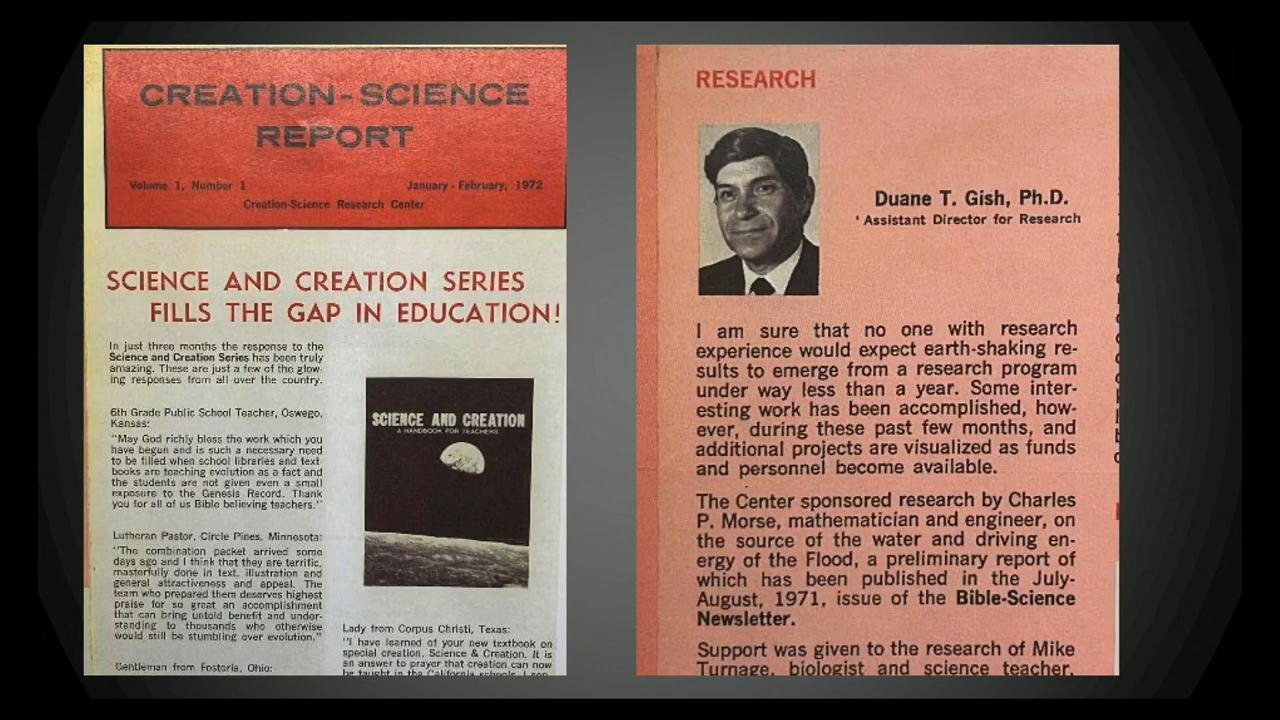 CREATION-SCIENCE
REPORT
Volume 1, Number 1
January - February, 1972
Creation-Science Research Center
SCIENCE AND CREATION SERIES
FILLS THE GAP IN EDUCATION!
In just three months the response to the
Science and Creation Series has been truly
amazing. These are just a few of the glow-
ing responses from all over the country.
6th Grade Public School Teacher, Oswego,
Kansas:
"May God richly bless the work which you
have begun and is such a necessary need
to be filled when school libraries and text-
books are teaching evolution as a fact and
the students are not given even a small
exposure to the Genesis Record. Thank
you for all of us Bible believing teachers."
Lutheran Pastor, Circle Pines, Minnesota:
"The combination packet arrived some
days ago and I think that they are terrific,
masterfully done in text, illustration and
general attractiveness and appeal. The
team who prepared them deserves highest
praise for so great an accomplishment
that can bring untold benefit and under-
standing to thousands who otherwise
would still be stumbling over evolution."
Gentleman from Fostoria, Ohio:
SCIENCE AND CREATION
A HANDBOOK FOR TEACHERS
Lady from Corpus Christi, Texas:
"I have learned of your new textbook on
special creation, Science & Creation. It is
an answer to prayer that creation can now
be taught in the California schools. I
RESEARCH
Duane T. Gish, Ph.D.
Assistant Director for Research
I am sure that no one with research
experience would expect earth-shaking re-
sults to emerge from a research program
under way less than a year. Some inter-
esting work has been accomplished, how-
ever, during these past few months, and
additional projects are visualized as funds
and personnel become available.
The Center sponsored research by Charles
P. Morse, mathematician and engineer, on
the source of the water and driving en-
ergy of the Flood, a preliminary report of
which has been published in the July-
August, 1971, issue of the Bible-Science
Newsletter.
Support was given to the research of Mike
Turnage, biologist and science teacher,